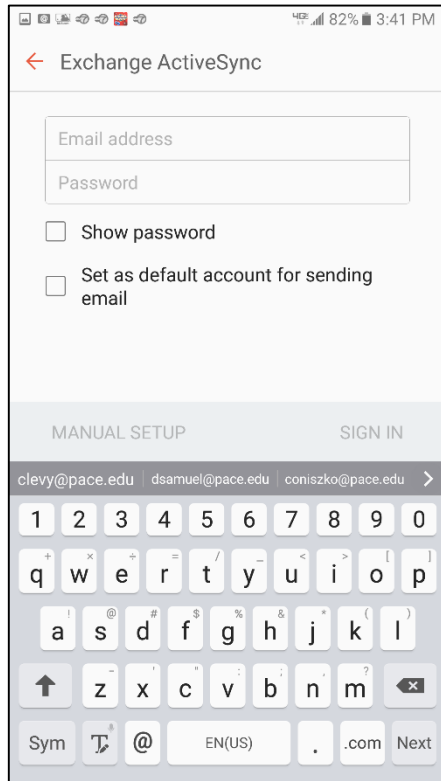 4G LTE 82% 3:41 PM
Exchange ActiveSync
Email address
Password
Show password
Set as default account for sending
email
MANUAL SETUP SIGN IN
clevy@pace.edu dsamuel@pace.edu coniszko@pace.edu >
1 2 3 4 5 6 7 8 9 0
+ × ÷ = / _ < > [ ]
q w e r t y u i o p
! @ # $ % & * ( )
a s d f g h j k l
- ' " : ; , ?
z x c v b n m
Sym T @ EN(US) . .com Next